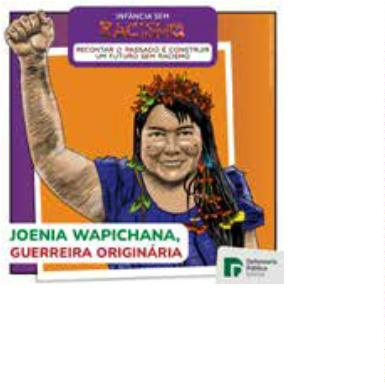 INFÂNCIA SEM
RACISMO
RECONTAR O PASSADO E CONSTRUIR
UM FUTURO SEM RACISMO
JOENIA WAPICHANA,
GUERREIRA ORIGINÁRIA
Defensoria
Pública